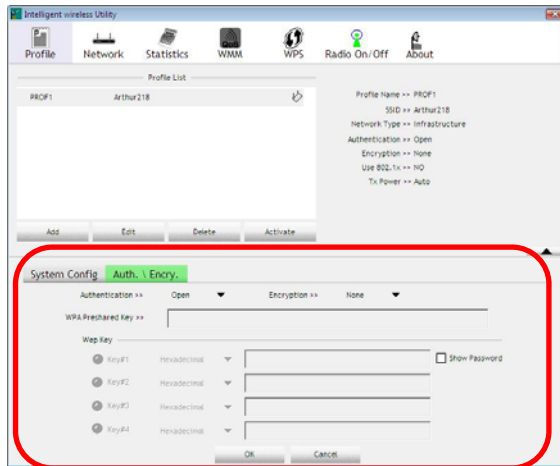 Intelligent wireless Utility
Profile Network Statistics WMM WPS Radio On/Off About
Profile List
PROF1 Arthur218
Profile Name >> PROF1
SSID >> Arthur218
Network Type >> Infrastructure
Authentication >> Open
Encryption >> None
Use 802.1x >> NO
Tx Power >> Auto
Add Edit Delete Activate
System Config Auth. \ Encry.
Authentication >> Open Encryption >> None
WPA Preshared Key >>
Wep Key
Key#1 Hexadecimal Show Password
Key#2 Hexadecimal
Key#3 Hexadecimal
Key#4 Hexadecimal
OK Cancel